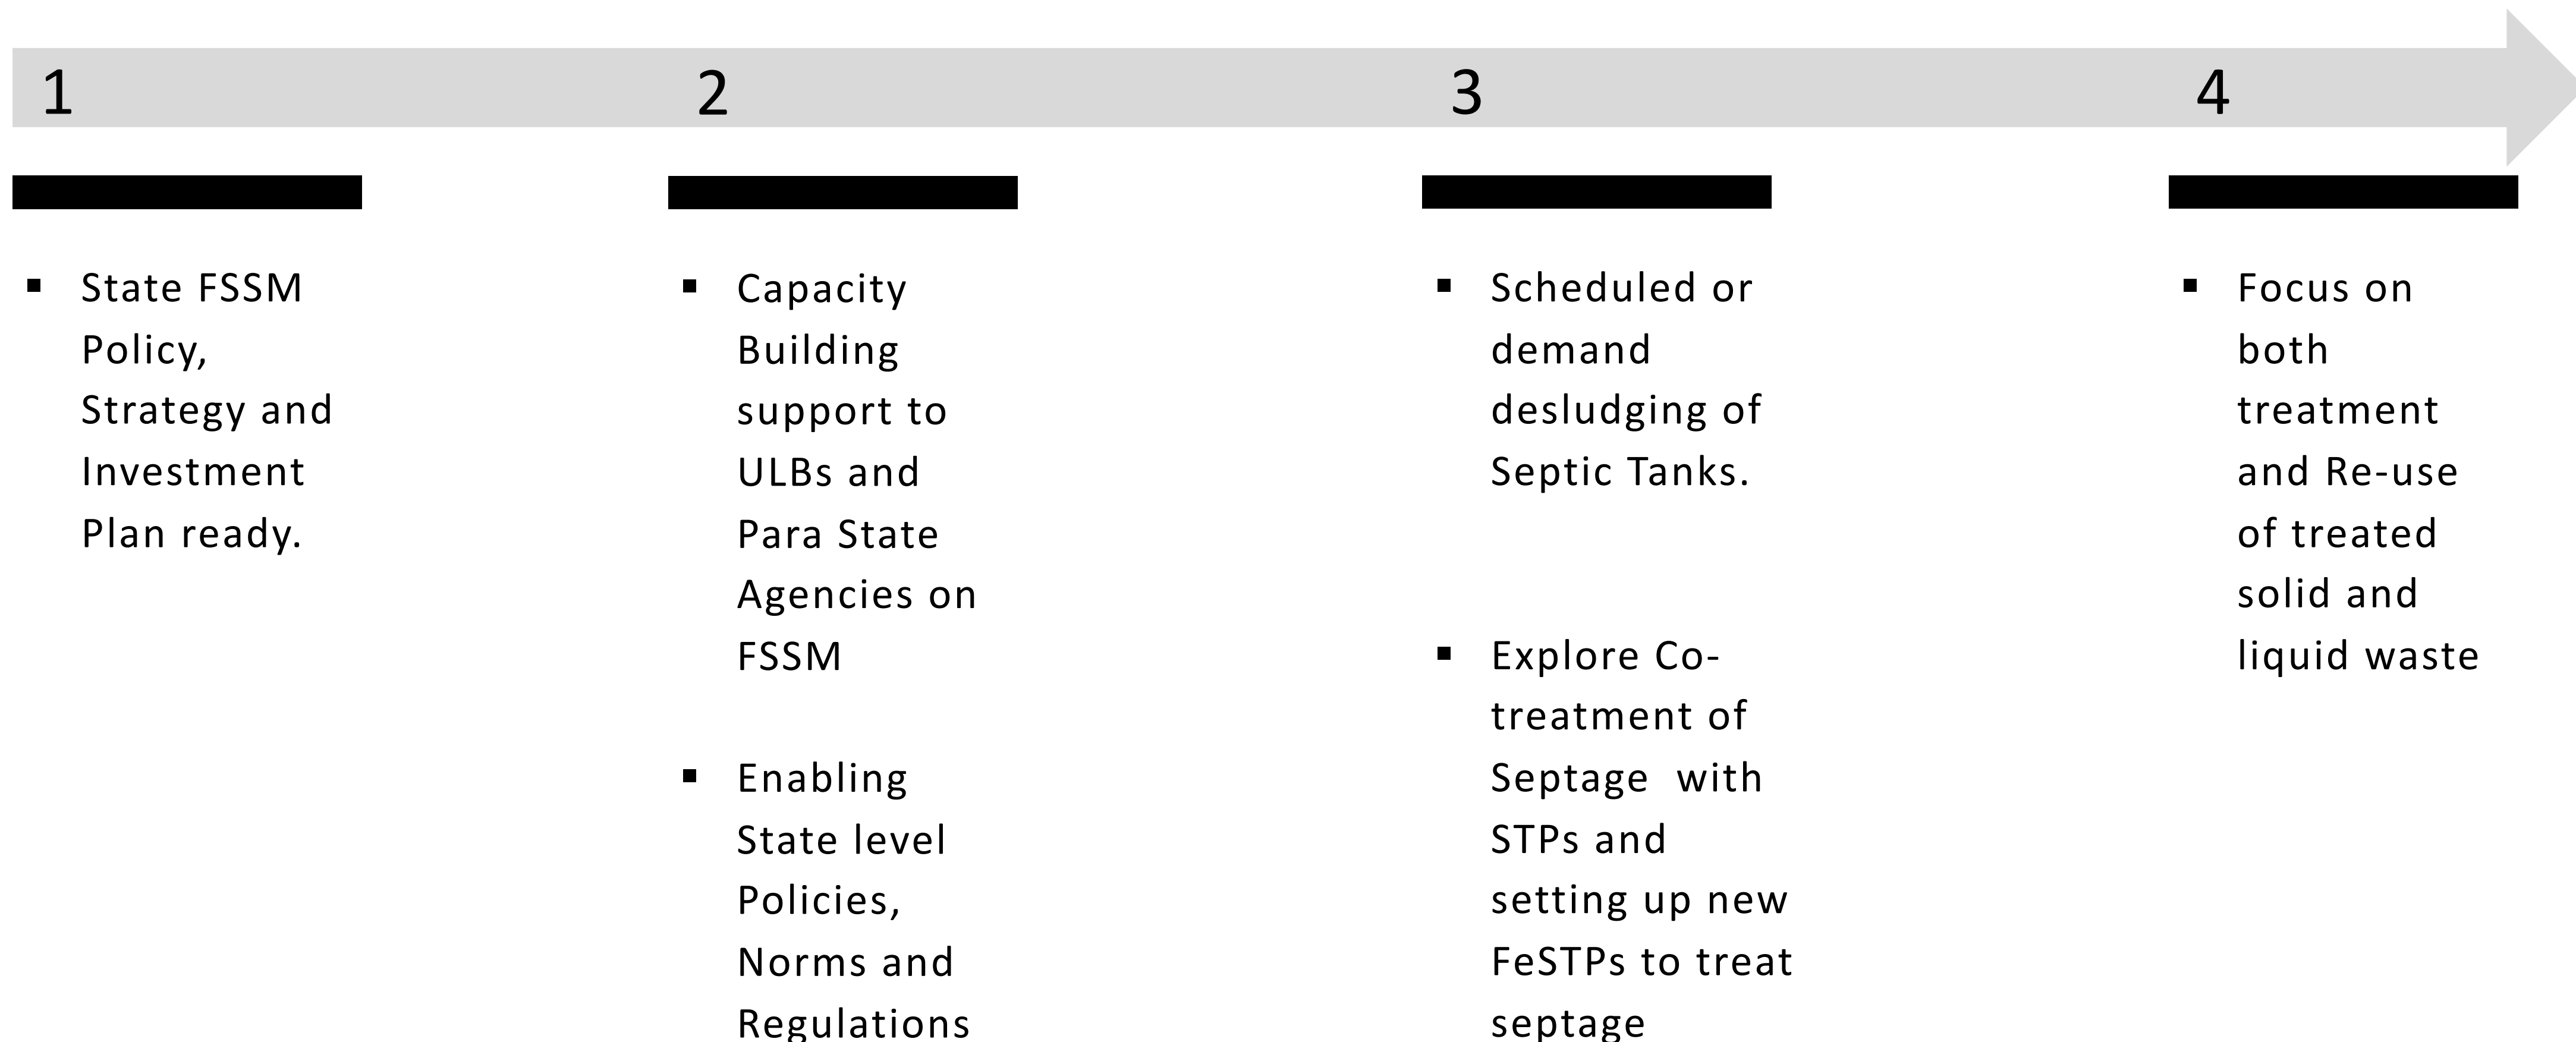 1
2
3
4
▪ State FSSM
Policy,
Strategy and
Investment
Plan ready.
▪ Capacity
Building
support to
ULBs and
Para State
Agencies on
FSSM
▪ Enabling
State level
Policies,
Norms and
Regulations
▪ Scheduled or
demand
desludging of
Septic Tanks.
▪ Explore Co-
treatment of
Septage  with
STPs and
setting up new
FeSTPs to treat
septage
▪ Focus on
both
treatment
and Re-use
of treated
solid and
liquid waste